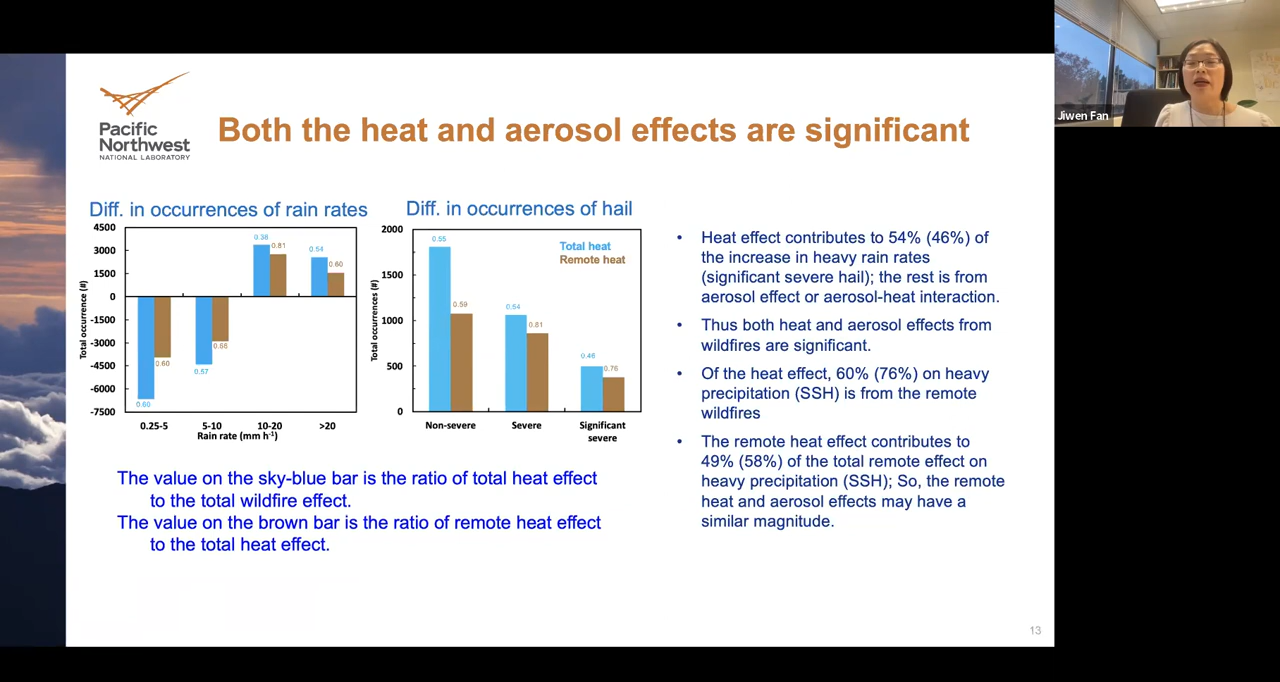 Pacific
Northwest
NATIONAL LABORATORY
Both the heat and aerosol effects are significant
Jiwen Fan
Diff. in occurrences of rain rates
4500
3000
1500
0
-1500
-3000
-4500
-6000
-7500
Total occurrence (#)
0.60
0.60
0.57
0.68
0.38
0.81
0.54
0.60
0.25-5
5-10
10-20
>20
Rain rate (mm h⁻¹)
Diff. in occurrences of hail
2000
1500
1000
500
0
Total occurrences (#)
Total heat
Remote heat
0.55
0.59
0.64
0.81
0.46
0.76
Non-severe
Severe
Significant
severe
The value on the sky-blue bar is the ratio of total heat effect
to the total wildfire effect.
The value on the brown bar is the ratio of remote heat effect
to the total heat effect.
• Heat effect contributes to 54% (46%) of
the increase in heavy rain rates
(significant severe hail); the rest is from
aerosol effect or aerosol-heat interaction.
• Thus both heat and aerosol effects from
wildfires are significant.
• Of the heat effect, 60% (76%) on heavy
precipitation (SSH) is from the remote
wildfires
• The remote heat effect contributes to
49% (58%) of the total remote effect on
heavy precipitation (SSH); So, the remote
heat and aerosol effects may have a
similar magnitude.
13